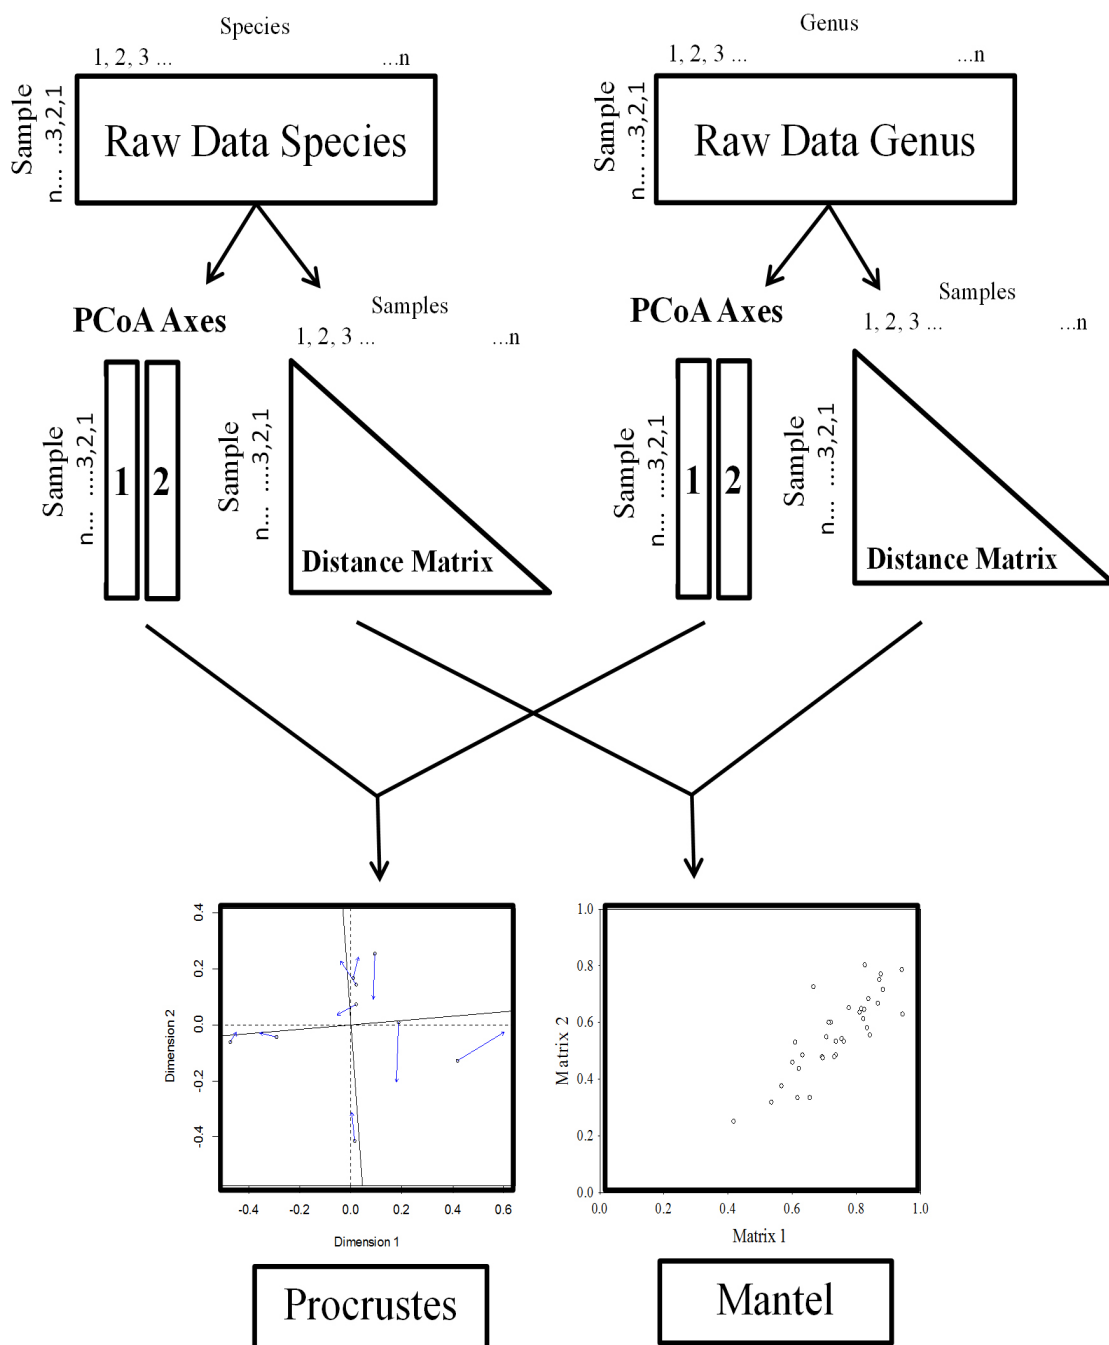 Species
Genus
1, 2, 3 ... ...n
1, 2, 3 ... ...n
Sample
n... ..3,2,1
Raw Data Species
Sample
n... ....3,2,1
Raw Data Genus
PCoA Axes
Samples
1, 2, 3 ... ...n
PCoA Axes
Samples
1, 2, 3 ... ...n
Sample
n... ....3,2,1
1 2
Sample
n... ....3,2,1
Distance Matrix
Sample
n... ....3,2,1
1 2
Sample
n... ....3,2,1
Distance Matrix
0.4
0.2
0.0
-0.2
-0.4
Dimension 2
-0.4 -0.2 0.0 0.2 0.4 0.6
Dimension 1
1.0
0.8
0.6
0.4
0.2
0.0
Matrix 2
0.0 0.2 0.4 0.6 0.8 1.0
Matrix 1
Procrustes
Mantel